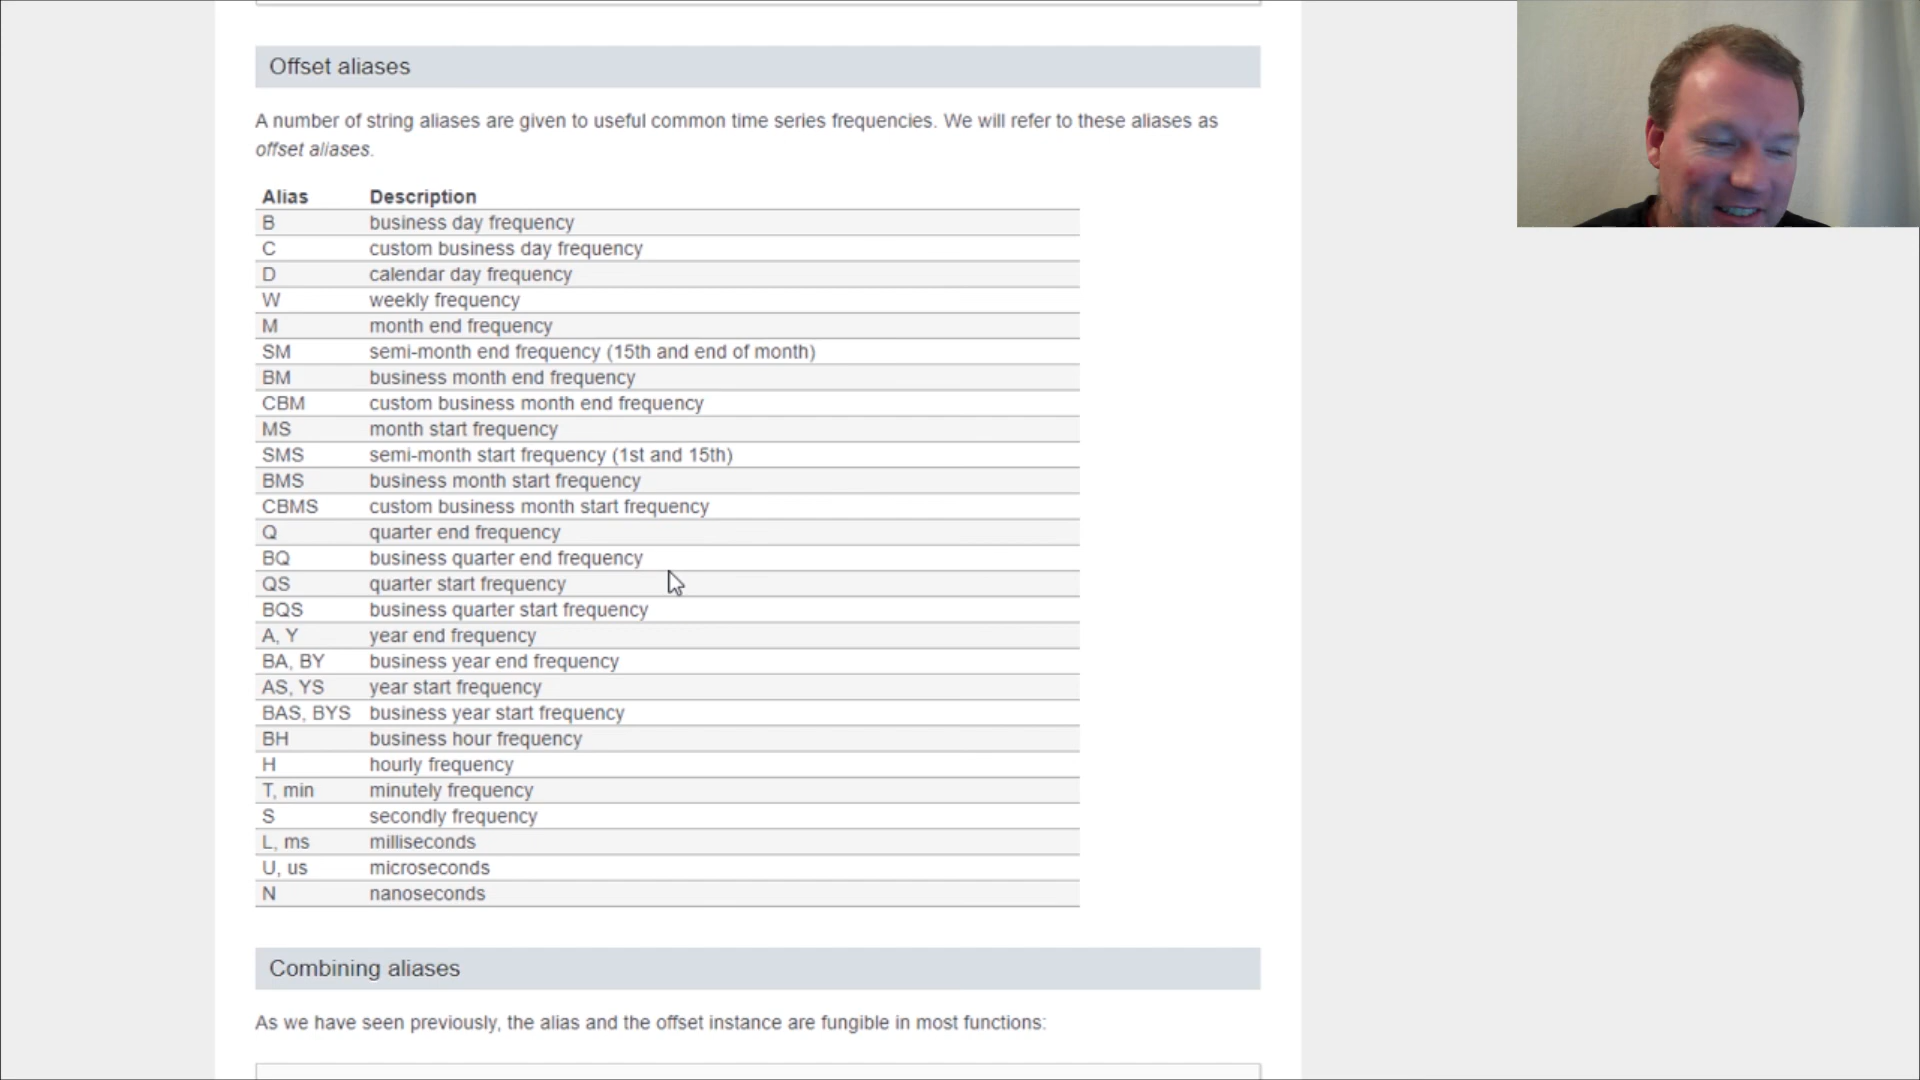 Offset aliases
A number of string aliases are given to useful common time series frequencies. We will refer to these aliases as
offset aliases.
Alias Description
B business day frequency
C custom business day frequency
D calendar day frequency
W weekly frequency
M month end frequency
SM semi-month end frequency (15th and end of month)
BM business month end frequency
CBM custom business month end frequency
MS month start frequency
SMS semi-month start frequency (1st and 15th)
BMS business month start frequency
CBMS custom business month start frequency
Q quarter end frequency
BQ business quarter end frequency
QS quarter start frequency
BQS business quarter start frequency
A, Y year end frequency
BA, BY business year end frequency
AS, YS year start frequency
BAS, BYS business year start frequency
BH business hour frequency
H hourly frequency
T, min minutely frequency
S secondly frequency
L, ms milliseconds
U, us microseconds
N nanoseconds
Combining aliases
As we have seen previously, the alias and the offset instance are fungible in most functions: